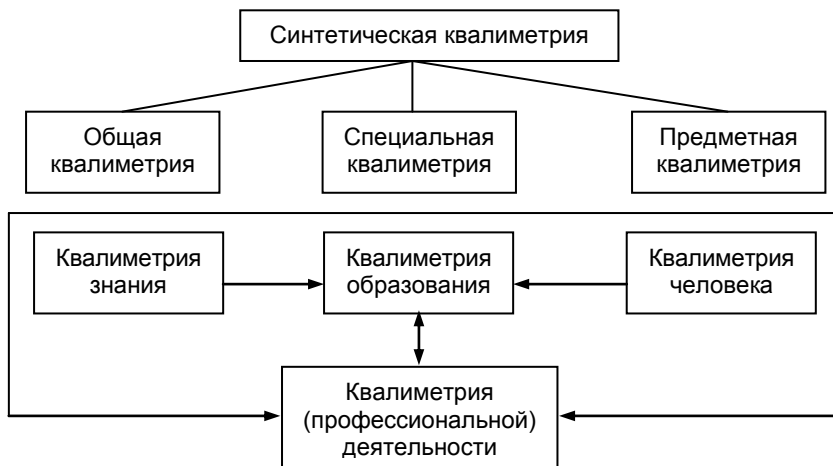 Синтетическая квалиметрия
Общая
квалиметрия
Специальная
квалиметрия
Предметная
квалиметрия
Квалиметрия
знания
Квалиметрия
образования
Квалиметрия
человека
Квалиметрия
(профессиональной)
деятельности